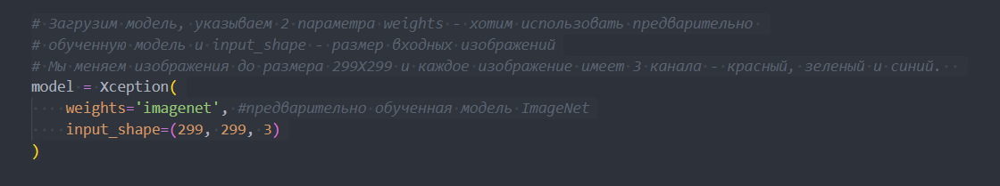 # Загрузим модель, указываем 2 параметра weights - хотим использовать предварительно
# обученную модель и input_shape - размер входных изображений
# Мы меняем изображения до размера 299X299 и каждое изображение имеет 3 канала - красный, зеленый и синий.
model = Xception(
    weights='imagenet', #предварительно обученная модель ImageNet
    input_shape=(299, 299, 3)
)